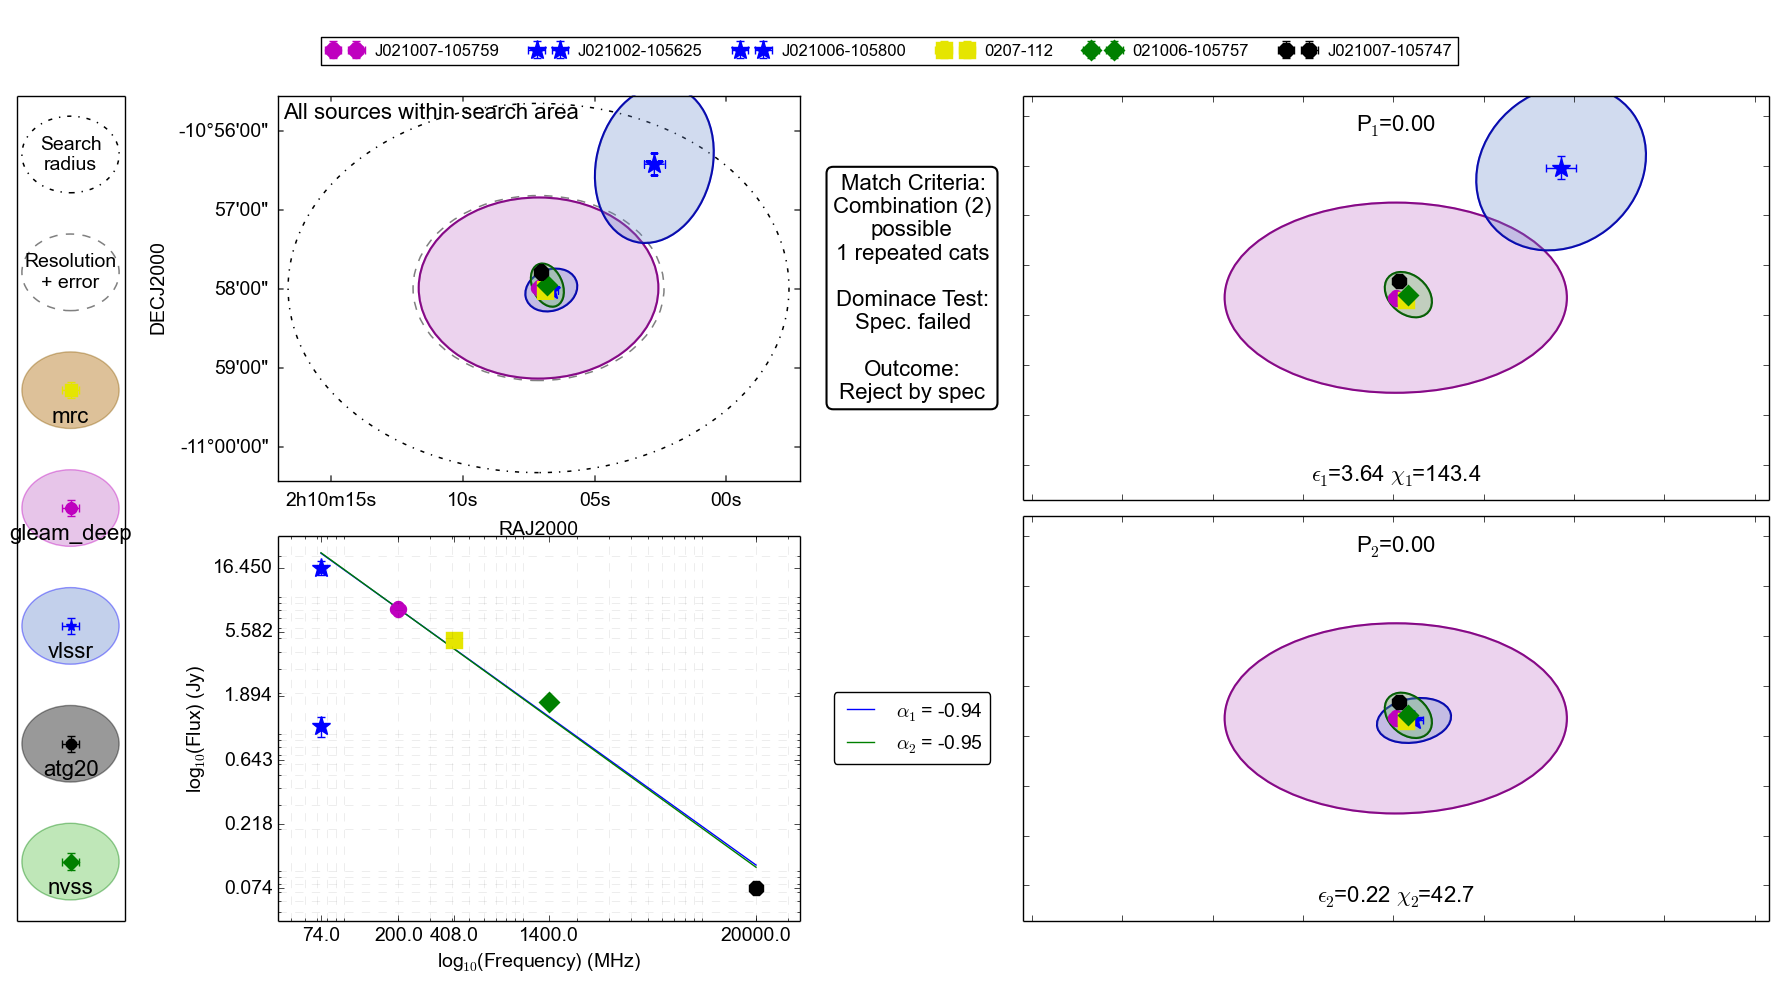 J021007-105759
J021002-105625
J021006-105800
0207-112
021006-105757
J021007-105747
Search
radius
Resolution
+ error
mrc
gleam_deep
vlssr
atg20
nvss
All sources within search area
DECJ2000
-10°56'00"
57'00"
58'00"
59'00"
-11°00'00"
2h10m15s
10s
05s
00s
RAJ2000
Match Criteria:
Combination (2)
possible
1 repeated cats
Dominace Test:
Spec. failed
Outcome:
Reject by spec
P1=0.00
ϵ1=3.64 χ1=143.4
log10(Flux) (Jy)
16.450
5.582
1.894
0.643
0.218
0.074
74.0
200.0
408.0
1400.0
20000.0
log10(Frequency) (MHz)
α1 = -0.94
α2 = -0.95
P2=0.00
ϵ2=0.22 χ2=42.7